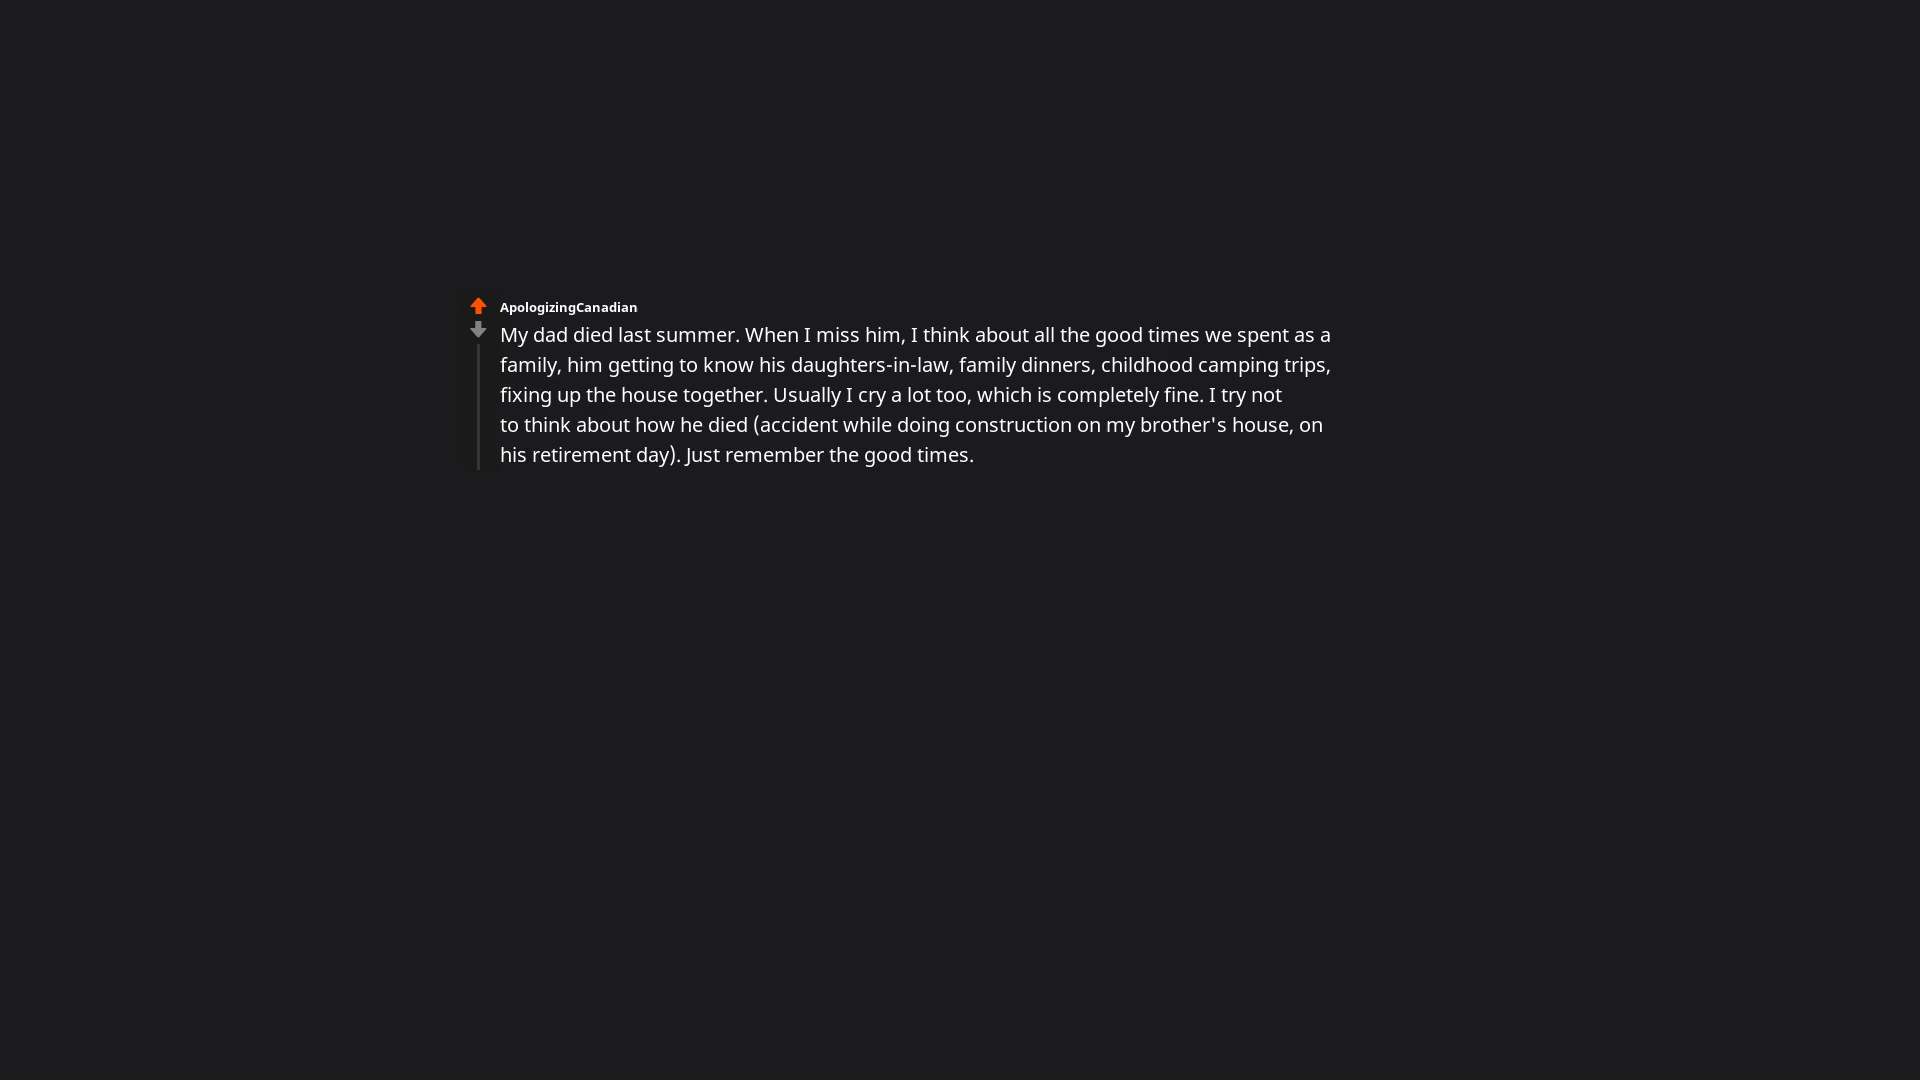 ApologizingCanadian
My dad died last summer. When I miss him, I think about all the good times we spent as a
family, him getting to know his daughters-in-law, family dinners, childhood camping trips,
fixing up the house together. Usually I cry a lot too, which is completely fine. I try not
to think about how he died (accident while doing construction on my brother's house, on
his retirement day). Just remember the good times.